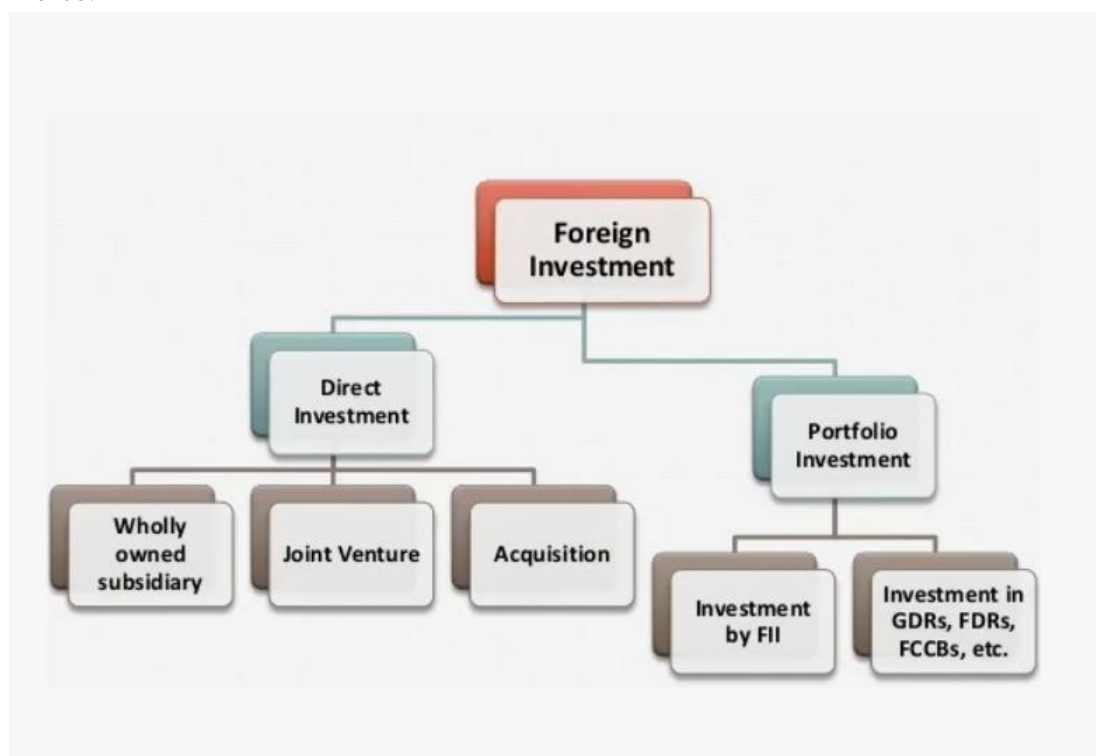 Foreign
Investment
Direct
Investment
Portfolio
Investment
Wholly
owned
subsidiary
Joint Venture
Acquisition
Investment
by FII
Investment in
GDRs, FDRs,
FCCBs, etc.